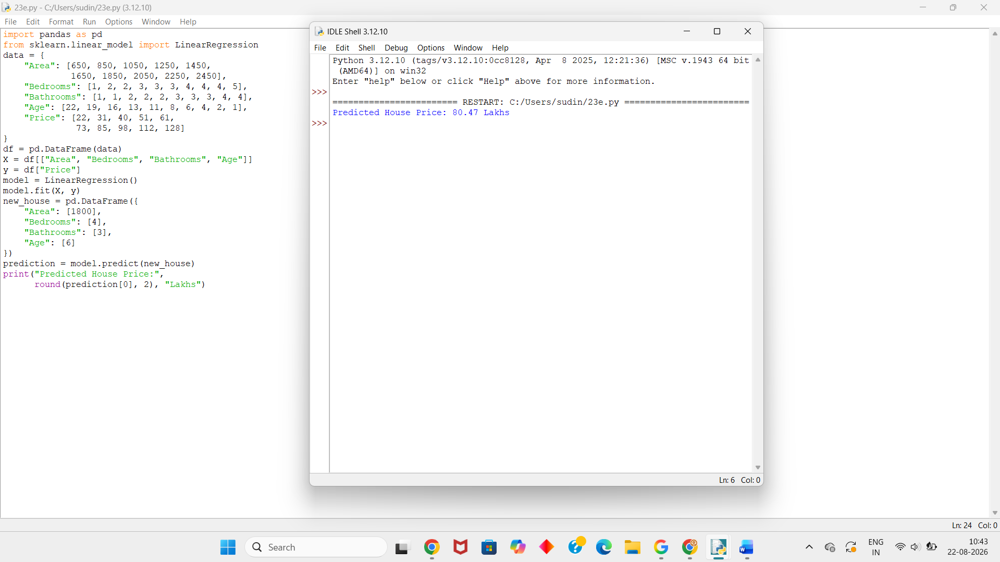 23e.py - C:/Users/sudin/23e.py (3.12.10)
File Edit Format Run Options Window Help
import pandas as pd
from sklearn.linear_model import LinearRegression
data = {
    "Area": [650, 850, 1050, 1250, 1450,
             1650, 1850, 2050, 2250, 2450],
    "Bedrooms": [1, 2, 2, 3, 3, 3, 4, 4, 4, 5],
    "Bathrooms": [1, 1, 2, 2, 2, 3, 3, 3, 4, 4],
    "Age": [22, 19, 16, 13, 11, 8, 6, 4, 2, 1],
    "Price": [22, 31, 40, 51, 61,
              73, 85, 98, 112, 128]
}
df = pd.DataFrame(data)
X = df[["Area", "Bedrooms", "Bathrooms", "Age"]]
y = df["Price"]
model = LinearRegression()
model.fit(X, y)
new_house = pd.DataFrame({
    "Area": [1800],
    "Bedrooms": [4],
    "Bathrooms": [3],
    "Age": [6]
})
prediction = model.predict(new_house)
print("Predicted House Price:",
      round(prediction[0], 2), "Lakhs")
IDLE Shell 3.12.10
File Edit Shell Debug Options Window Help
Python 3.12.10 (tags/v3.12.10:0cc8128, Apr  8 2025, 12:21:36) [MSC v.1943 64 bit
 (AMD64)] on win32
Enter "help" below or click "Help" above for more information.
>>>
======================== RESTART: C:/Users/sudin/23e.py ========================
Predicted House Price: 80.47 Lakhs
>>>
Ln: 6 Col: 0
Ln: 24 Col: 0
Search
ENG
IN
10:43
22-08-2026